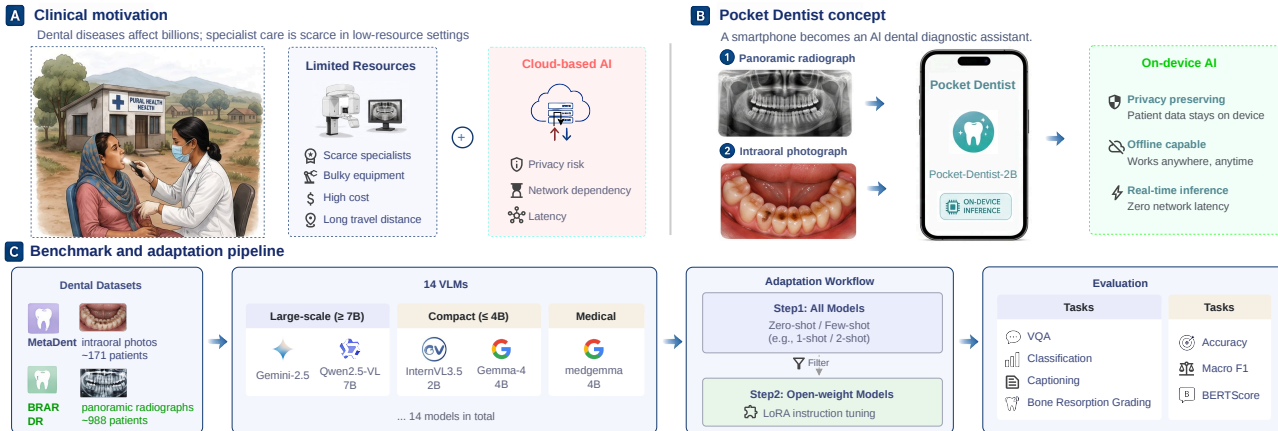 A Clinical motivation
Dental diseases affect billions; specialist care is scarce in low-resource settings
PURAL HEALTH
HEKITH
Limited Resources
Scarce specialists
Bulky equipment
High cost
Long travel distance
+
Cloud-based AI
Privacy risk
Network dependency
Latency
B Pocket Dentist concept
A smartphone becomes an AI dental diagnostic assistant.
1 Panoramic radiograph
2 Intraoral photograph
Pocket Dentist
Pocket-Dentist-2B
ON-DEVICE
INFERENCE
On-device AI
Privacy preserving
Patient data stays on device
Offline capable
Works anywhere, anytime
Real-time inference
Zero network latency
C Benchmark and adaptation pipeline
Dental Datasets
MetaDent intraoral photos
~171 patients
BRAR panoramic radiographs
DR ~988 patients
14 VLMs
Large-scale (≥ 7B)
Gemini-2.5
Qwen2.5-VL
7B
Compact (≤ 4B)
InternVL3.5
2B
Gemma-4
4B
Medical
medgemma
4B
... 14 models in total
Adaptation Workflow
Step1: All Models
Zero-shot / Few-shot
(e.g., 1-shot / 2-shot)
Filter
Step2: Open-weight Models
LoRA instruction tuning
Evaluation
Tasks
VQA
Classification
Captioning
Bone Resorption Grading
Tasks
Accuracy
Macro F1
B BERTScore